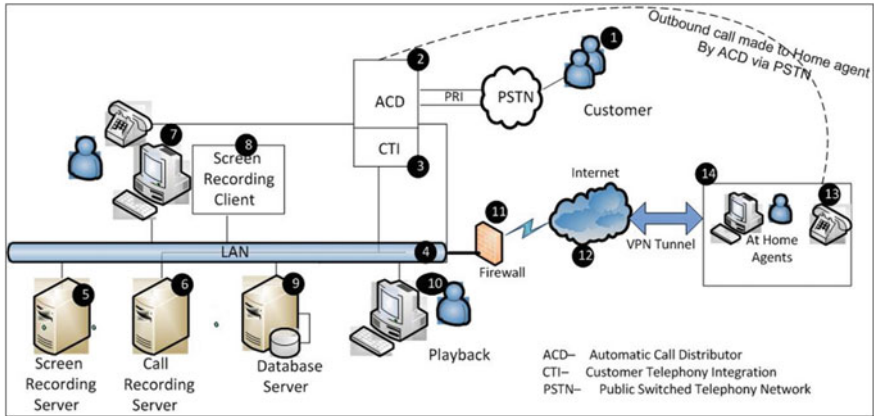 Outbound call made to Home agent
By ACD via PSTN
1
2
ACD
PRI
PSTN
Customer
7
8
CTI
3
Screen
Recording
Client
Internet
14
11
13
LAN
4
Firewall
12
VPN Tunnel
At Home
Agents
5
6
9
10
Screen
Recording
Server
Call
Recording
Server
Database
Server
Playback
ACD– Automatic Call Distributor
CTI– Customer Telephony Integration
PSTN– Public Switched Telephony Network